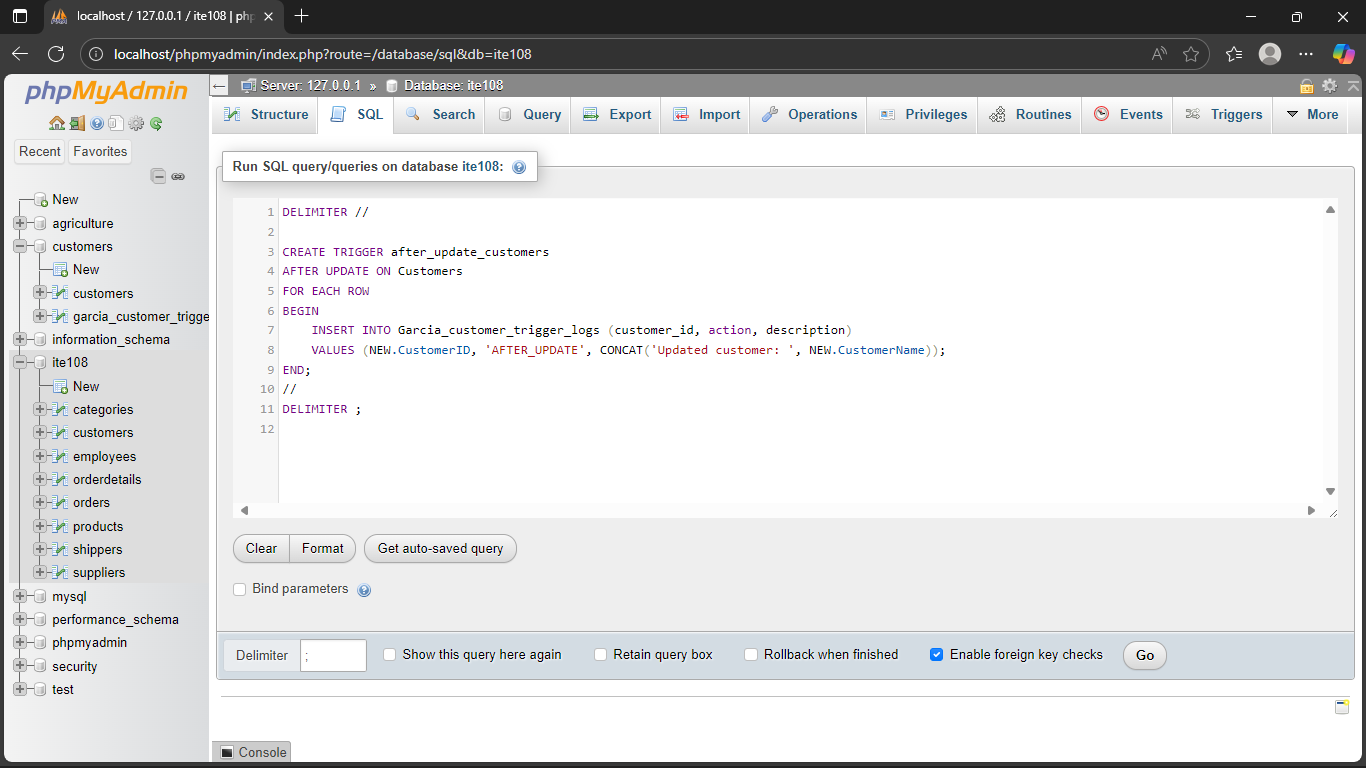 localhost / 127.0.0.1 / ite108 | php
localhost/phpmyadmin/index.php?route=/database/sql&db=ite108
phpMyAdmin
Recent
Favorites
New
agriculture
customers
New
customers
garcia_customer_trigge
information_schema
ite108
New
categories
customers
employees
orderdetails
orders
products
shippers
suppliers
mysql
performance_schema
phpmyadmin
security
test
Server: 127.0.0.1 » Database: ite108
Structure SQL Search Query Export Import Operations Privileges Routines Events Triggers More
Run SQL query/queries on database ite108:
1 DELIMITER //
2
3 CREATE TRIGGER after_update_customers
4 AFTER UPDATE ON Customers
5 FOR EACH ROW
6 BEGIN
7 INSERT INTO Garcia_customer_trigger_logs (customer_id, action, description)
8 VALUES (NEW.CustomerID, 'AFTER_UPDATE', CONCAT('Updated customer: ', NEW.CustomerName));
9 END;
10 //
11 DELIMITER ;
12
Clear Format Get auto-saved query
Bind parameters
Delimiter ; Show this query here again Retain query box Rollback when finished Enable foreign key checks Go
Console